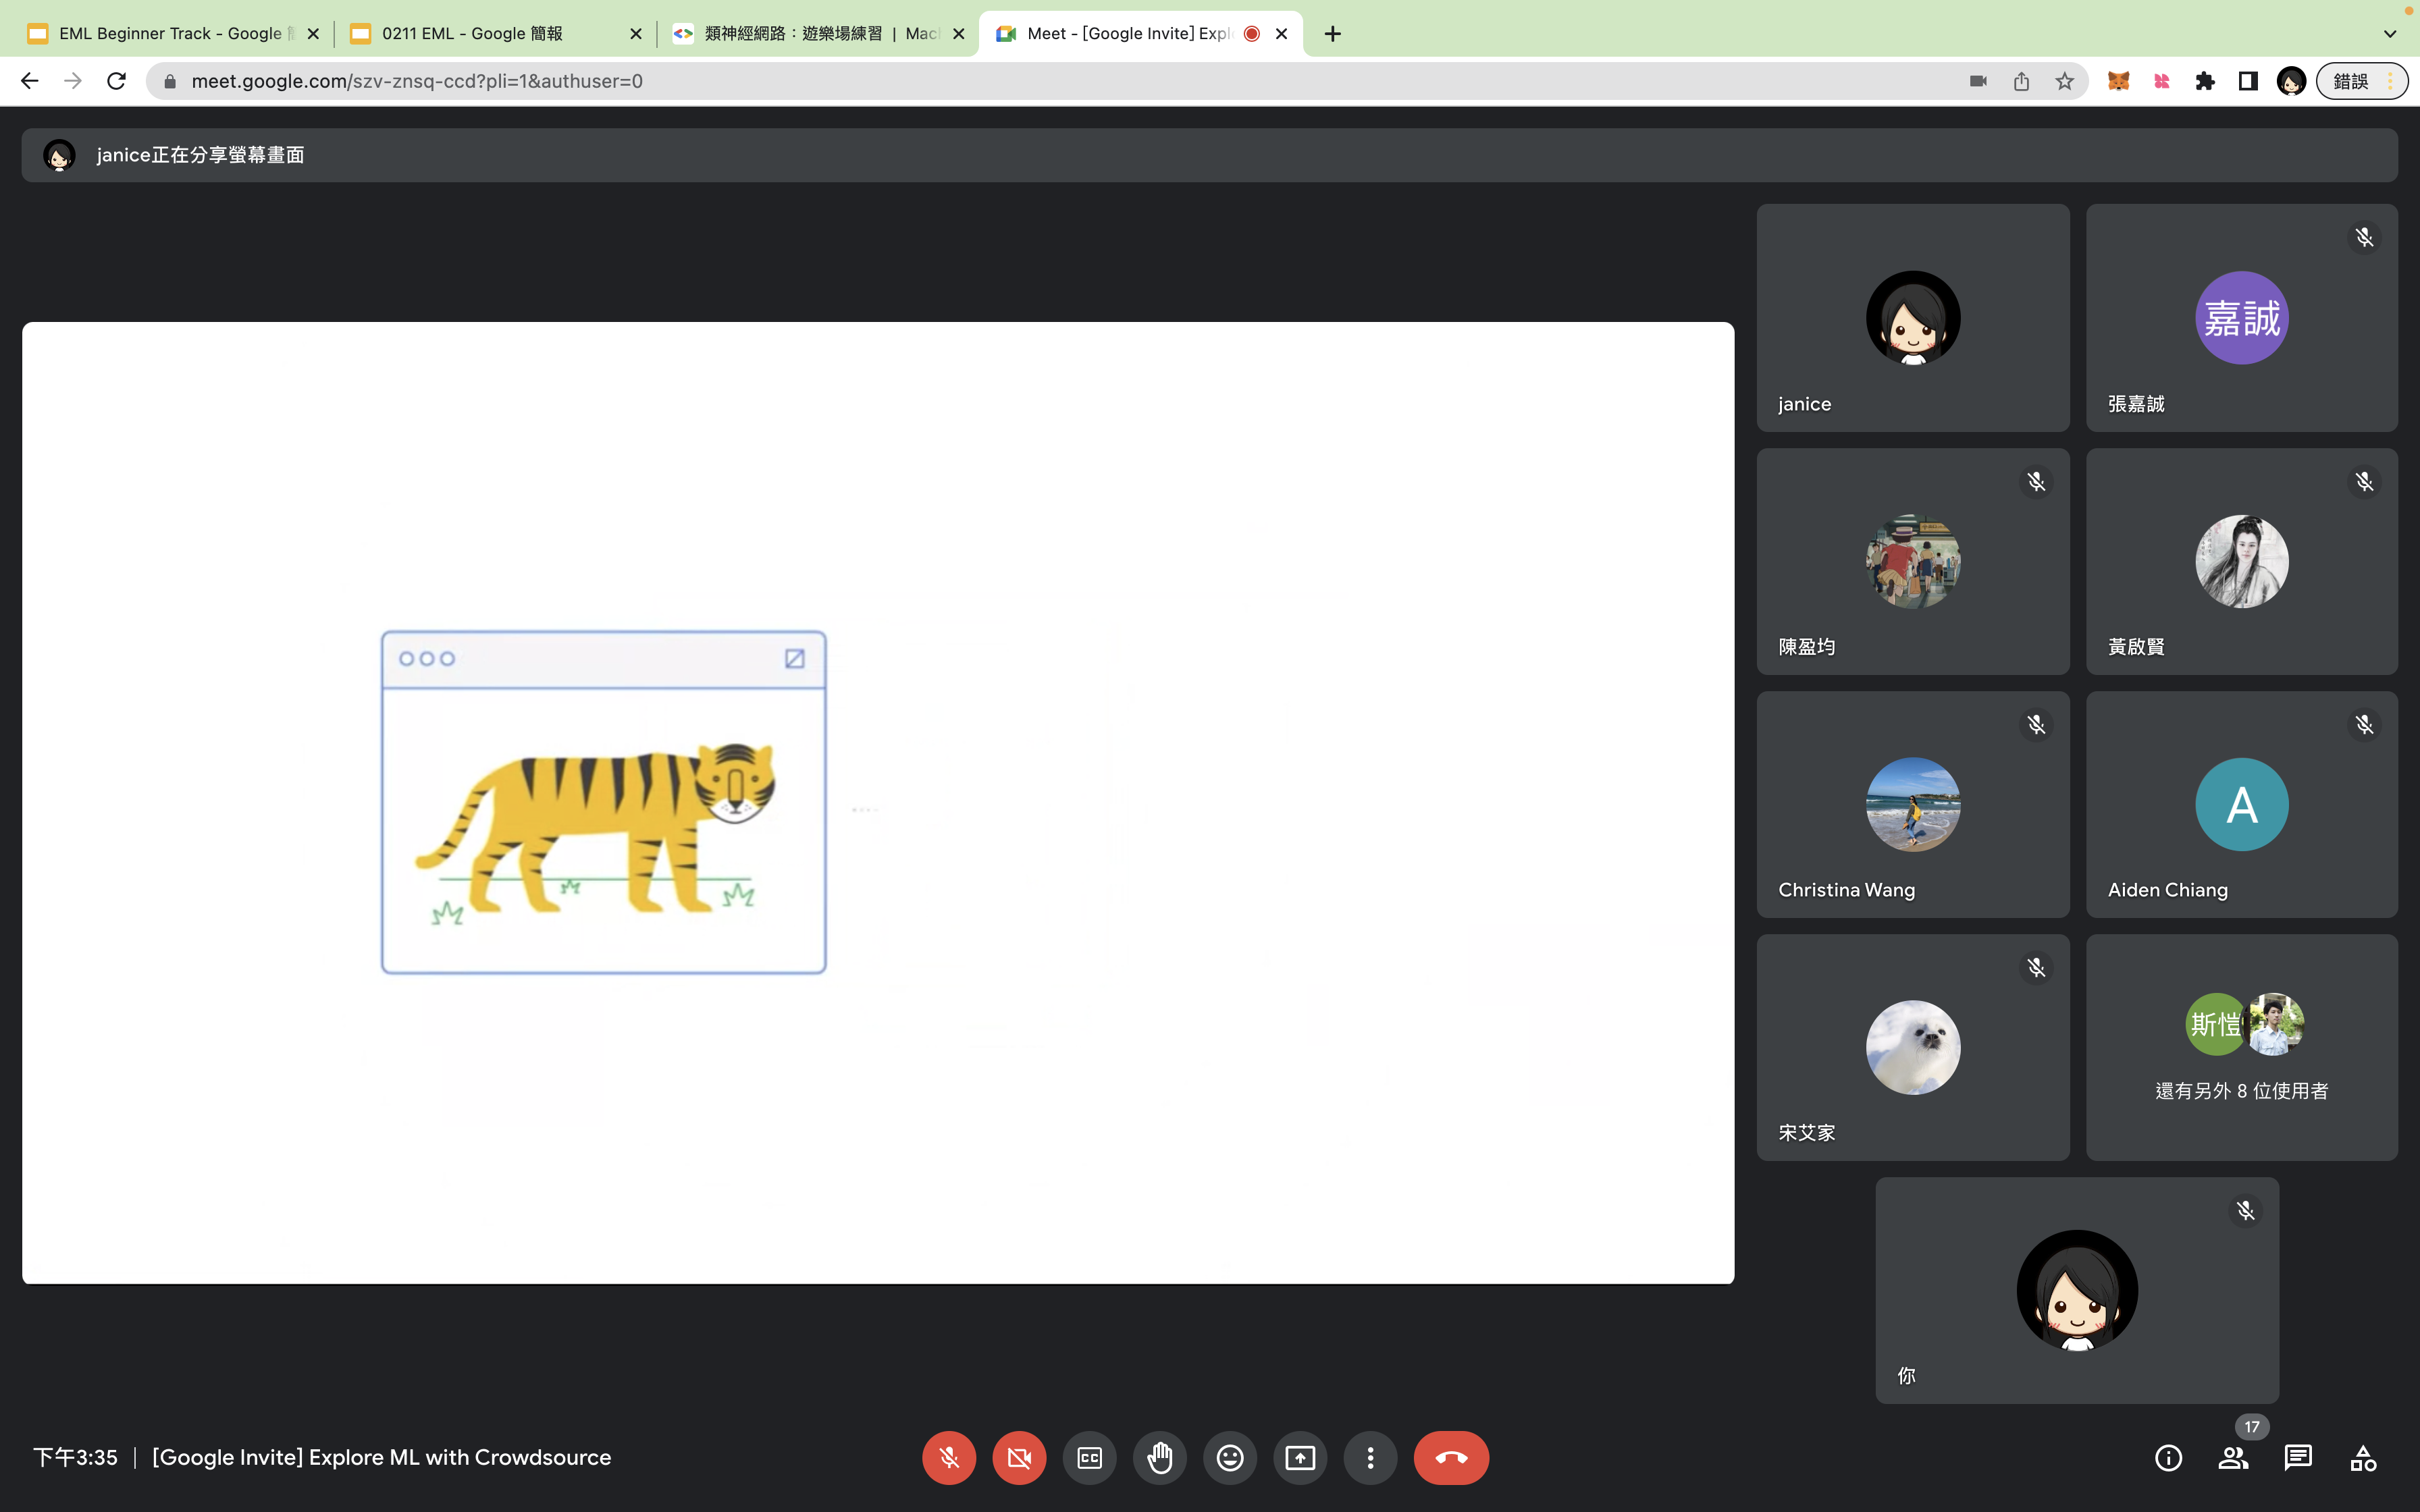 EML Beginner Track - Google
0211 EML - Google 簡報
類神經網路：遊樂場練習 | Mac
Meet - [Google Invite] Expl
meet.google.com/szv-znsq-ccd?pli=1&authuser=0
錯誤
janice正在分享螢幕畫面
janice
嘉誠
張嘉誠
陳盈均
黃啟賢
Christina Wang
A
Aiden Chiang
宋艾家
斯愷
還有另外 8 位使用者
你
下午3:35 | [Google Invite] Explore ML with Crowdsource
CC
17